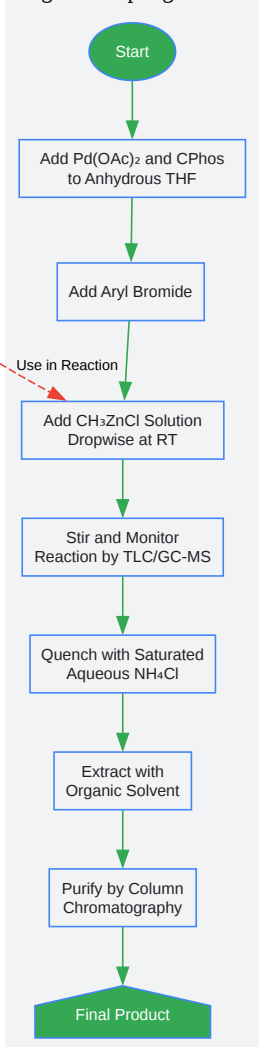 Start
Add Pd(OAc)₂ and CPhos
to Anhydrous THF
Add Aryl Bromide
Use in Reaction
Add CH₃ZnCl Solution
Dropwise at RT
Stir and Monitor
Reaction by TLC/GC-MS
Quench with Saturated
Aqueous NH₄Cl
Extract with
Organic Solvent
Purify by Column
Chromatography
Final Product